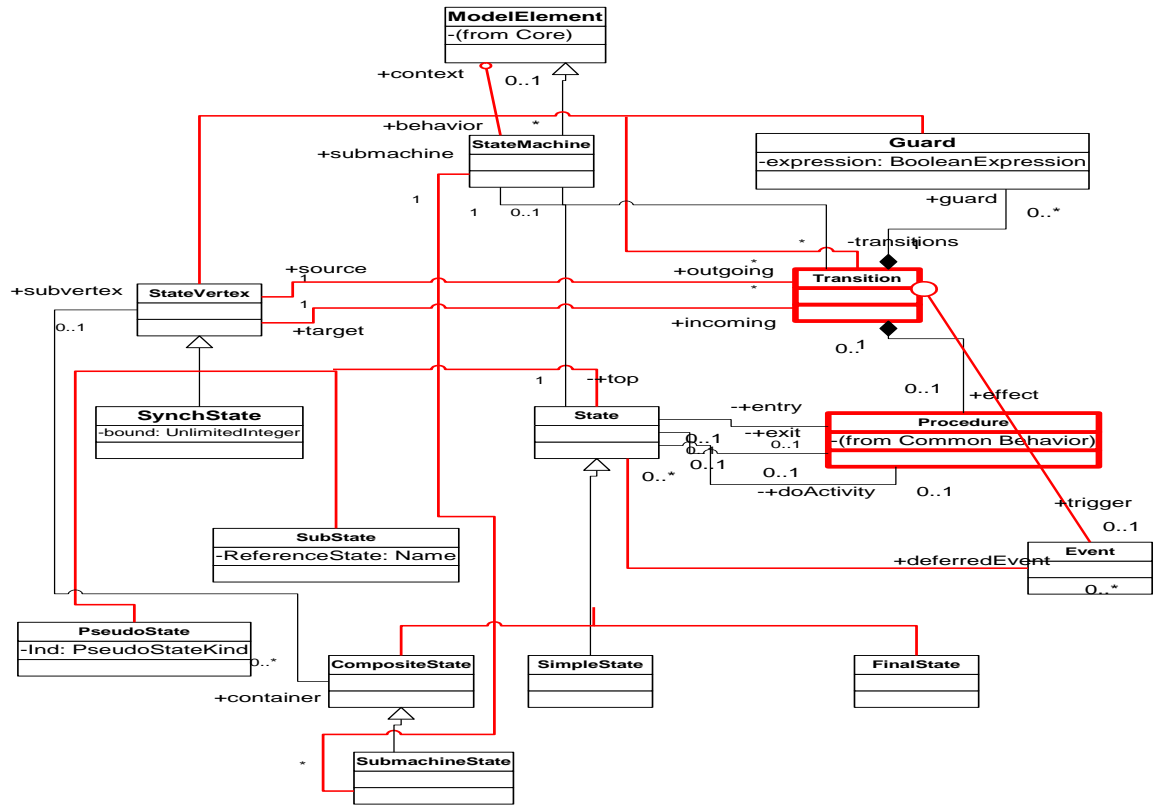 ModelElement
-(from Core)
+context
0..1
+behavior
*
+submachine
StateMachine
Guard
-expression: BooleanExpression
1
1
0..1
+guard
0..*
*
-transitions
1
+source
1
+outgoing
*
Transition
+subvertex
StateVertex
1
*
0..1
+target
+incoming
0..1
1
1
-+top
0..1
+effect
SynchState
-bound: UnlimitedInteger
State
-+entry
Procedure
-+exit
-(from Common Behavior)
0..1
0..1
0..1
0..1
0..*
0..1
-+doActivity
0..1
+trigger
0..1
SubState
-ReferenceState: Name
Event
+deferredEvent
0..*
PseudoState
-Ind: PseudoStateKind
0..*
CompositeState
SimpleState
FinalState
+container
*
SubmachineState